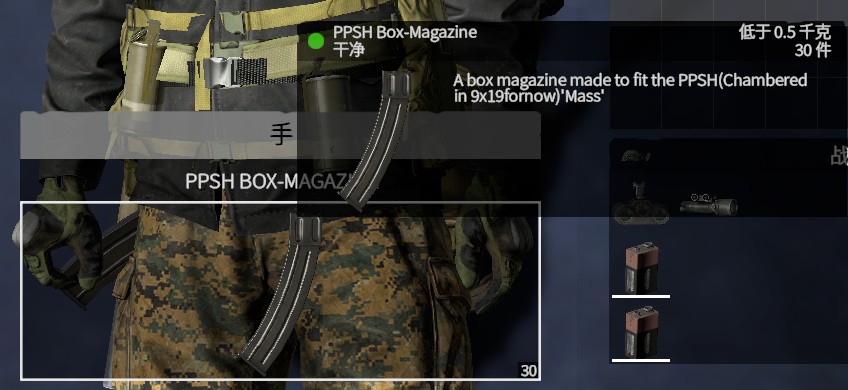 PPSH Box-Magazine
干净
低于 0.5 千克
30 件
A box magazine made to fit the PPSH(Chambered
in 9x19fornow)'Mass'
手
PPSH BOX-MAGAZ
战
30